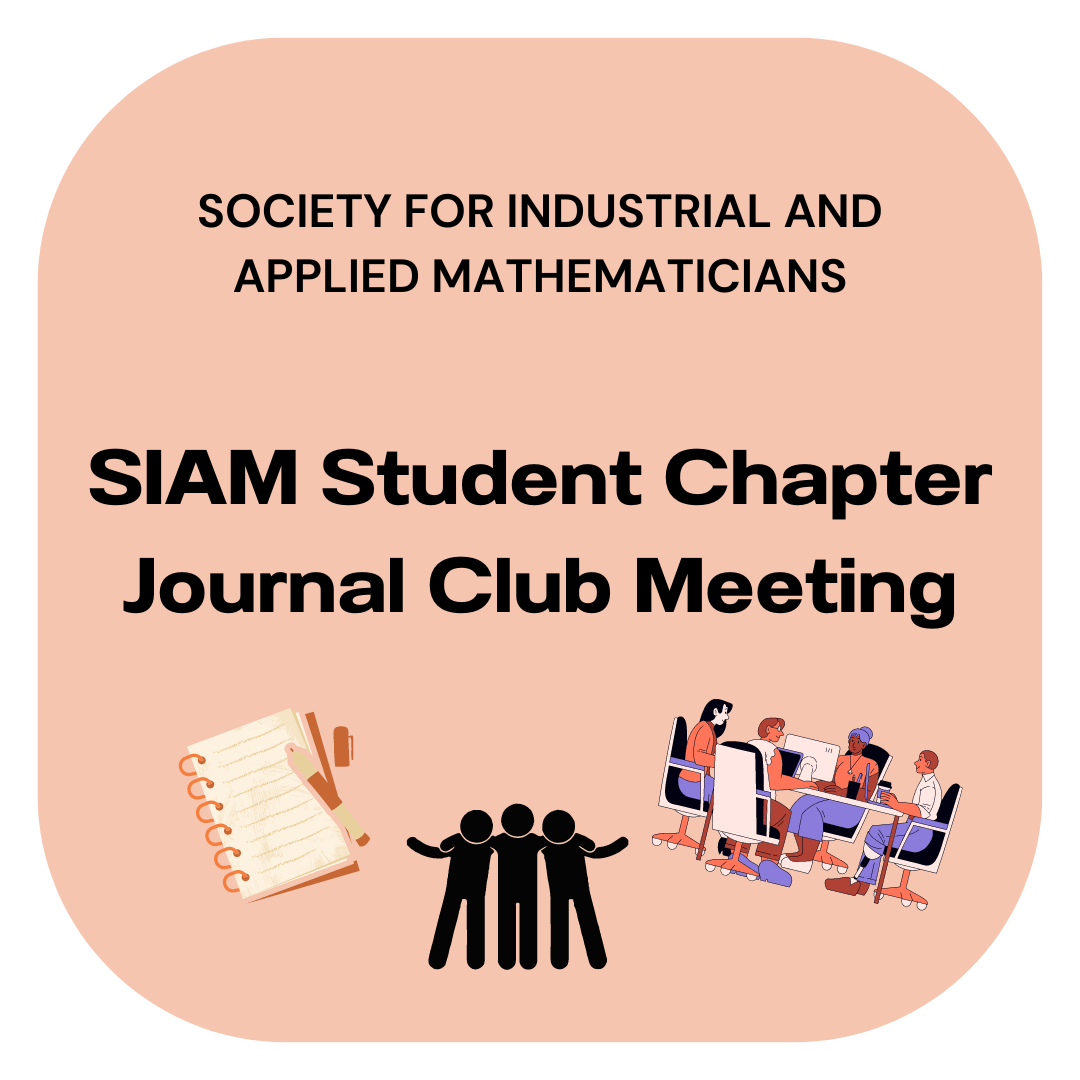 SOCIETY FOR INDUSTRIAL AND
APPLIED MATHEMATICIANS
SIAM Student Chapter
Journal Club Meeting